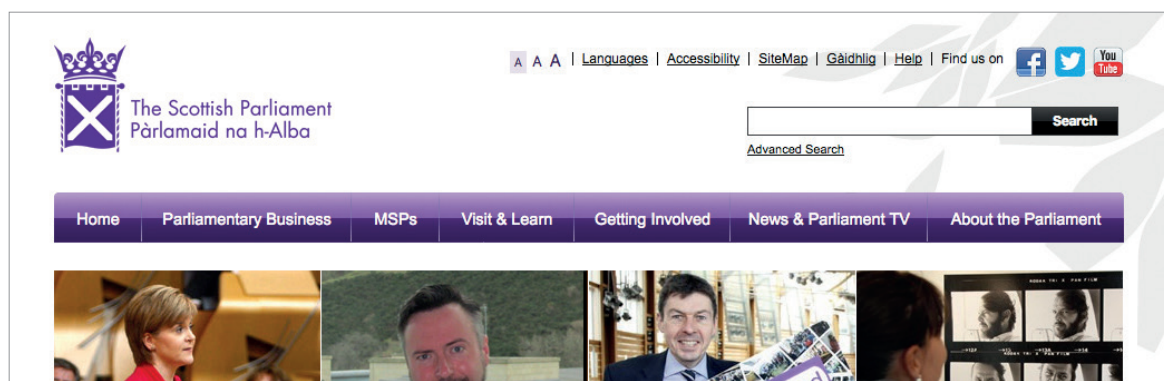 A A A | Languages | Accessibility | SiteMap | Gàidhlig | Help | Find us on
You
Tube
The Scottish Parliament
Pàrlamaid na h-Alba
Search
Advanced Search
Home Parliamentary Business MSPs Visit & Learn Getting Involved News & Parliament TV About the Parliament